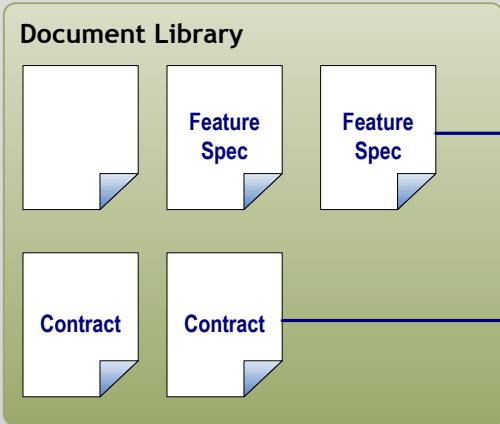 Document Library
Feature
Spec
Feature
Spec
Contract
Contract